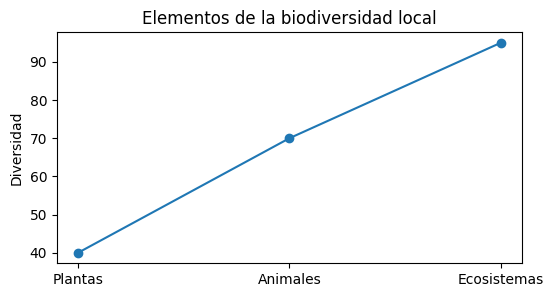 Elementos de la biodiversidad local
Diversidad
90
80
70
60
50
40
Plantas Animales Ecosistemas